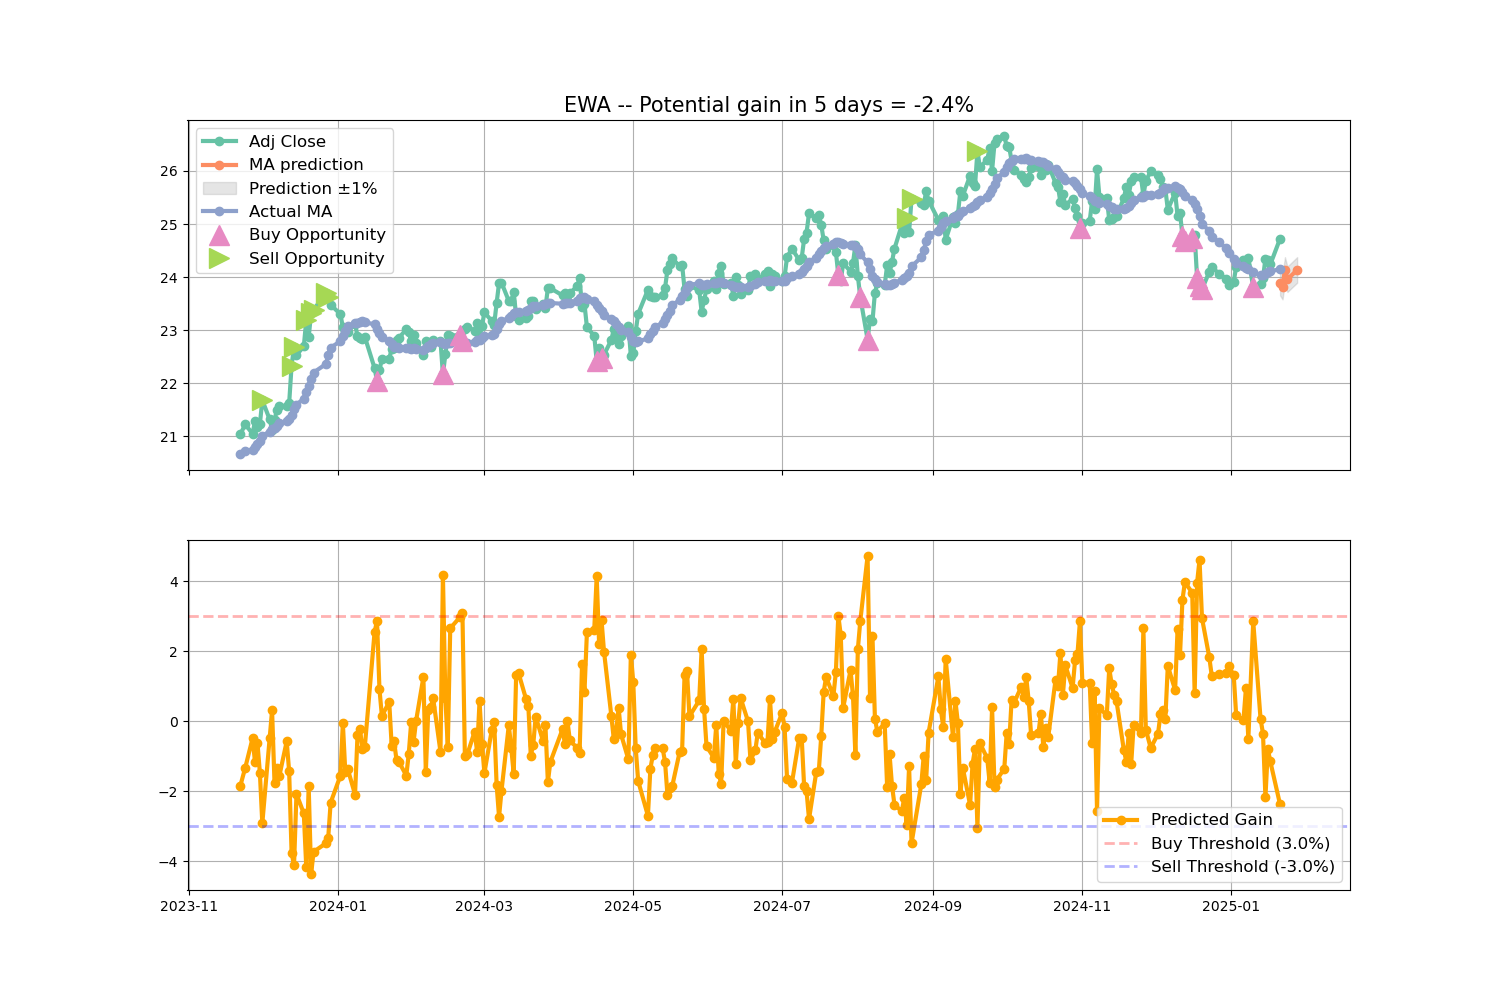 EWA -- Potential gain in 5 days = -2.4%
Adj Close
MA prediction
Prediction ±1%
Actual MA
Buy Opportunity
Sell Opportunity
26
25
24
23
22
21
4
2
0
−2
−4
Predicted Gain
Buy Threshold (3.0%)
Sell Threshold (-3.0%)
2023-11 2024-01 2024-03 2024-05 2024-07 2024-09 2024-11 2025-01